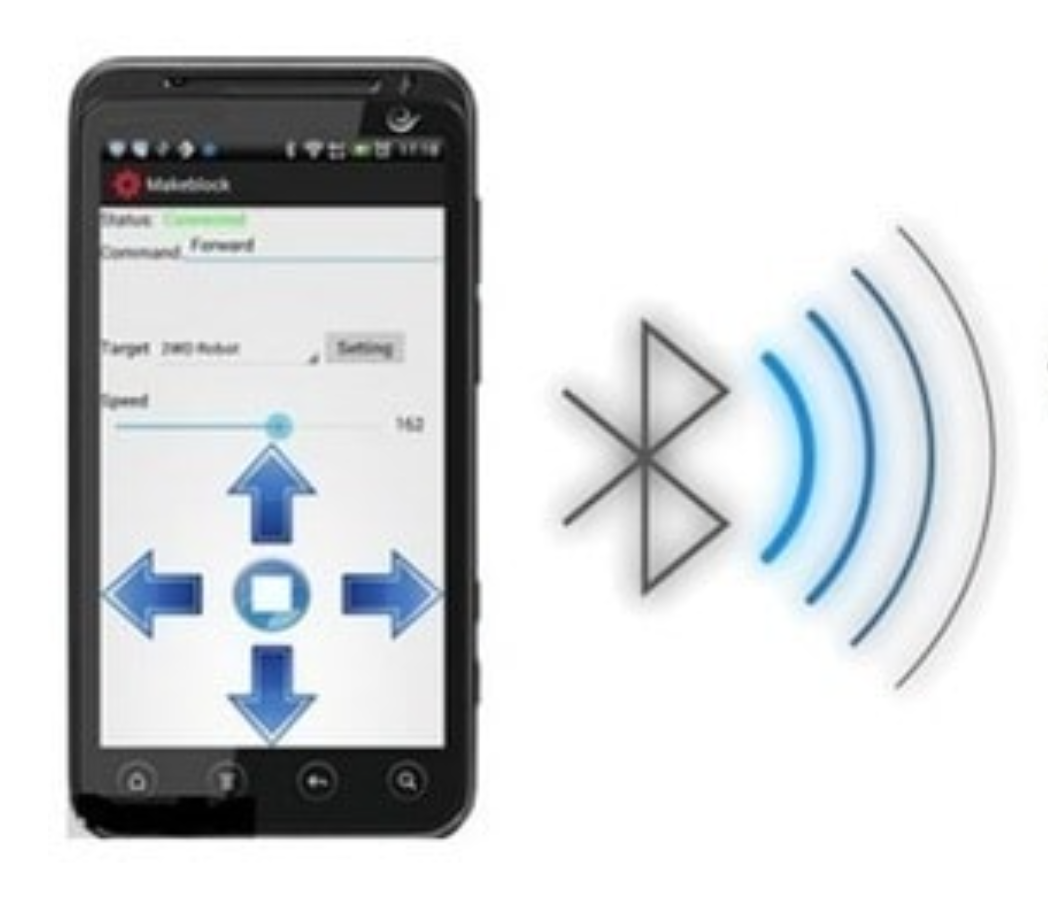 Makeblock
Status: Connected
Command Forward
Target 2WD Robot Setting
Speed
162